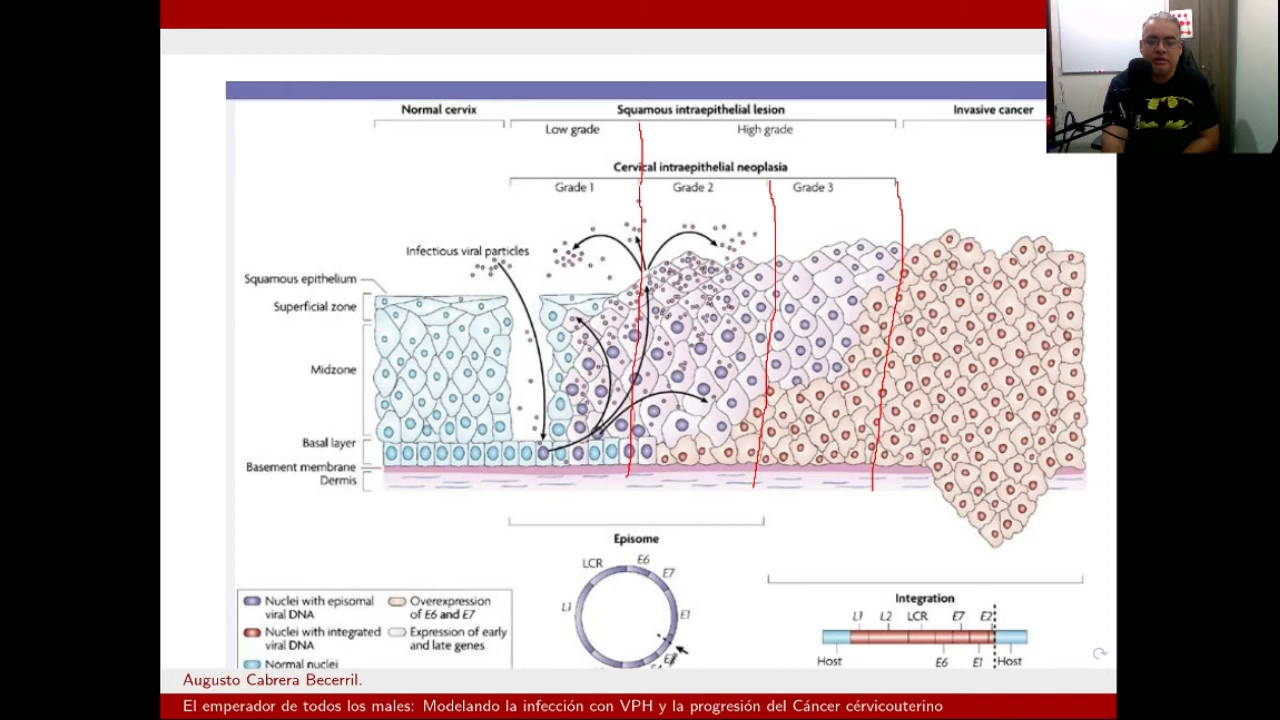 Normal cervix
Squamous intraepithelial lesion
Invasive cancer
Low grade
High grade
Cervical intraepithelial neoplasia
Grade 1
Grade 2
Grade 3
Infectious viral particles
Squamous epithelium
Superficial zone
Midzone
Basal layer
Basement membrane
Dermis
Episome
LCR
E6
E7
L1
E1
Integration
L1 L2 LCR E7 E2
Host E6 E1 Host
Nuclei with episomal
viral DNA
Overexpression
of E6 and E7
Nuclei with integrated
viral DNA
Expression of early
and late genes
Normal nuclei
Augusto Cabrera Becerril.
El emperador de todos los males: Modelando la infección con VPH y la progresión del Cáncer cérvicouterino